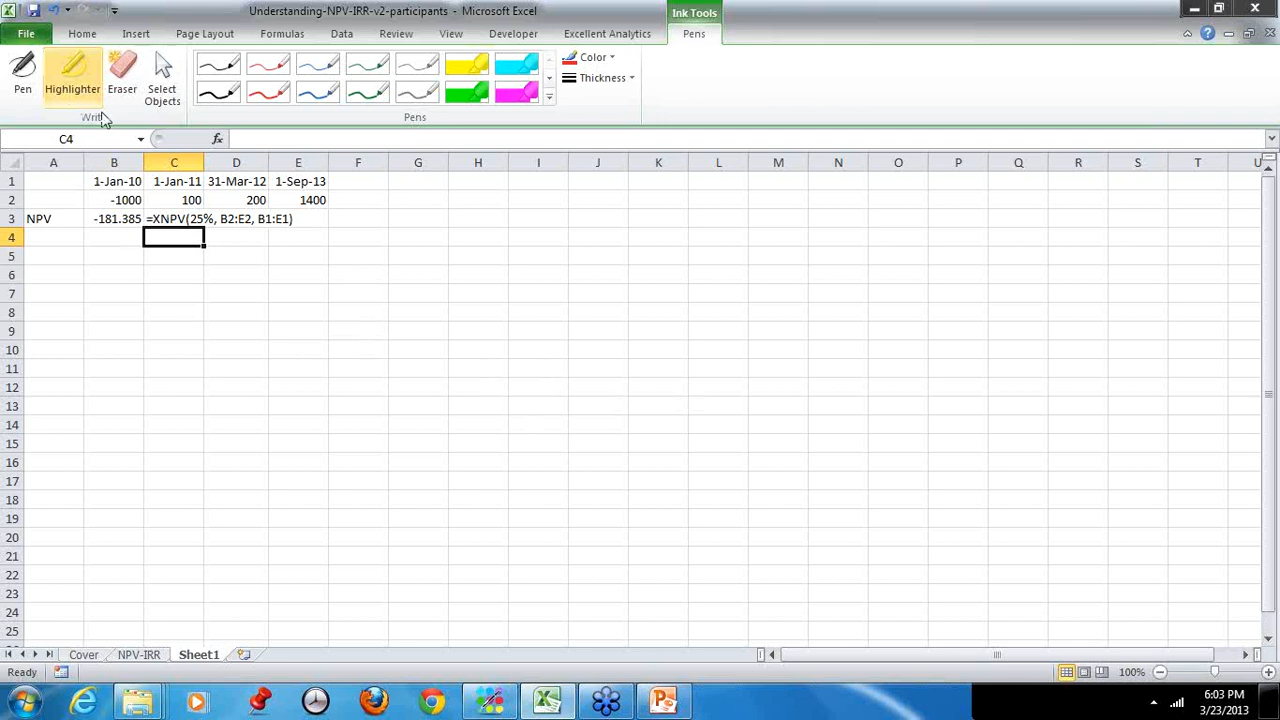 Understanding-NPV-IRR-v2-participants - Microsoft Excel
Ink Tools
File Home Insert Page Layout Formulas Data Review View Developer Excellent Analytics Pens
Pen Highlighter Eraser Select Objects
Color
Thickness
Writ
Pens
C4
fx
A B C D E F G H I J K L M N O P Q R S T U
1 1-Jan-10 1-Jan-11 31-Mar-12 1-Sep-13
2 -1000 100 200 1400
3 NPV -181.385 =XNPV(25%, B2:E2, B1:E1)
4
5
6
7
8
9
10
11
12
13
14
15
16
17
18
19
20
21
22
23
24
25
Cover NPV-IRR Sheet1
Ready
100%
6:03 PM
3/23/2013